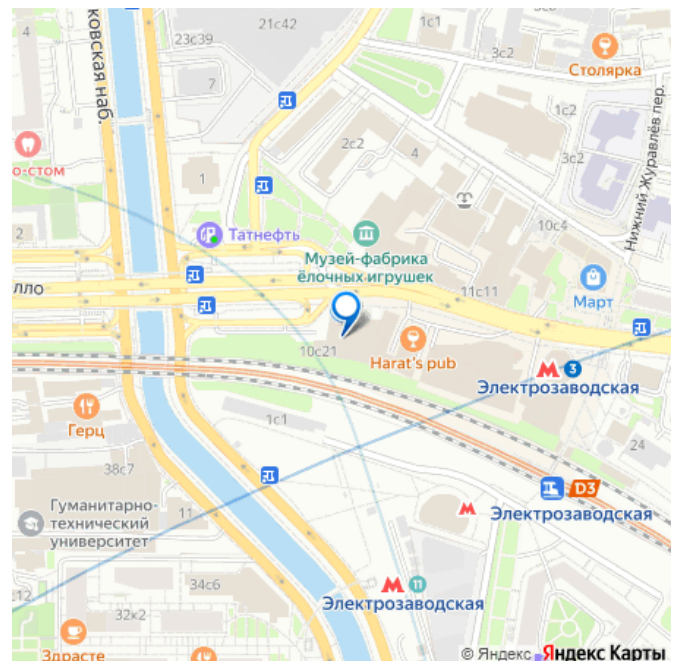 4
23с39
21с42
1с1
3с2
Столярка
ковская наб.
7
1с2
о-стом
2с2
4
3с2
1
Нижний Журавлёв пер.
2
Татнефть
10с4
Музей-фабрика
ёлочных игрушек
лло
11с11
Март
10с21
Harat's pub
М 3
Электрозаводская
1с1
Герц
24
38с7
D3
Гуманитарно-
технический
университет
11
М
Электрозаводская
34с6
М 11
Электрозаводская
12
32к2
Здрасте
© Яндекс Яндекс Карты